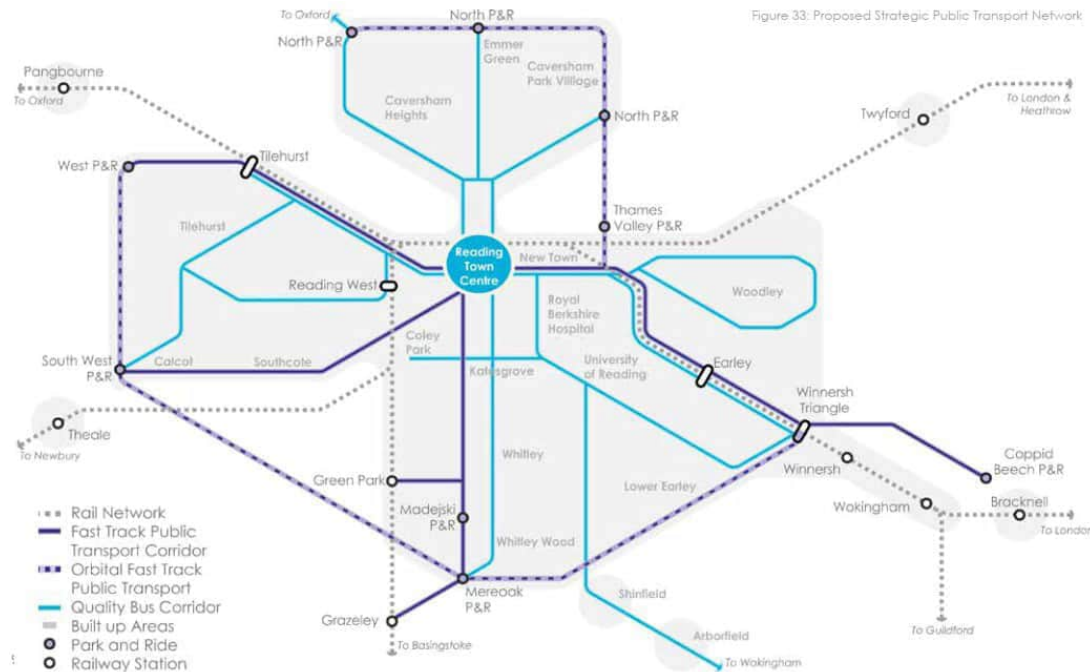 Figure 33: Proposed Strategic Public Transport Network
To Oxford
North P&R
North P&R
Emmer
Green
Caversham
Park Villlage
Caversham
Heights
North P&R
Pangbourne
To Oxford
To London &
Heathrow
Twyford
West P&R
Tilehurst
Tilehurst
Thames
Valley P&R
Reading
Town
Centre
New Town
Reading West
Woodley
Royal
Berkshire
Hospital
Coley
Park
Katesgrove
University
of Reading
Earley
South West
P&R
Calcot
Southcote
Winnersh
Triangle
Theale
To Newbury
Winnersh
Coppid
Beech P&R
Whitley
Green Park
Lower Earley
Wokingham
Bracknell
To London
Madejski
P&R
Whitley Wood
Mereoak
P&R
Shinfield
Grazeley
To Basingstoke
Arborfield
To Wokingham
To Guildford
Rail Network
Fast Track Public
Transport Corridor
Orbital Fast Track
Public Transport
Quality Bus Corridor
Built up Areas
Park and Ride
Railway Station